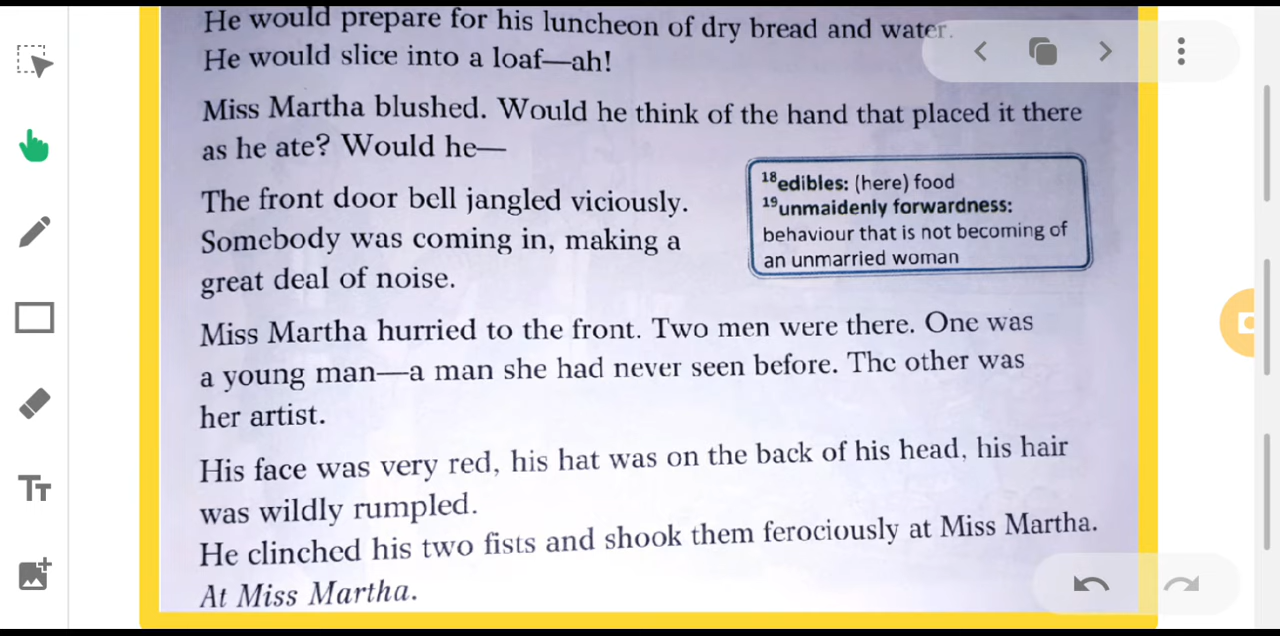 He would prepare for his luncheon of dry bread and water.
He would slice into a loaf—ah!
Miss Martha blushed. Would he think of the hand that placed it there
as he ate? Would he—
The front door bell jangled viciously.
Somebody was coming in, making a
great deal of noise.
18edibles: (here) food
19unmaidenly forwardness:
behaviour that is not becoming of
an unmarried woman
Miss Martha hurried to the front. Two men were there. One was
a young man—a man she had never seen before. The other was
her artist.
His face was very red, his hat was on the back of his head, his hair
was wildly rumpled.
He clinched his two fists and shook them ferociously at Miss Martha.
At Miss Martha.
TT